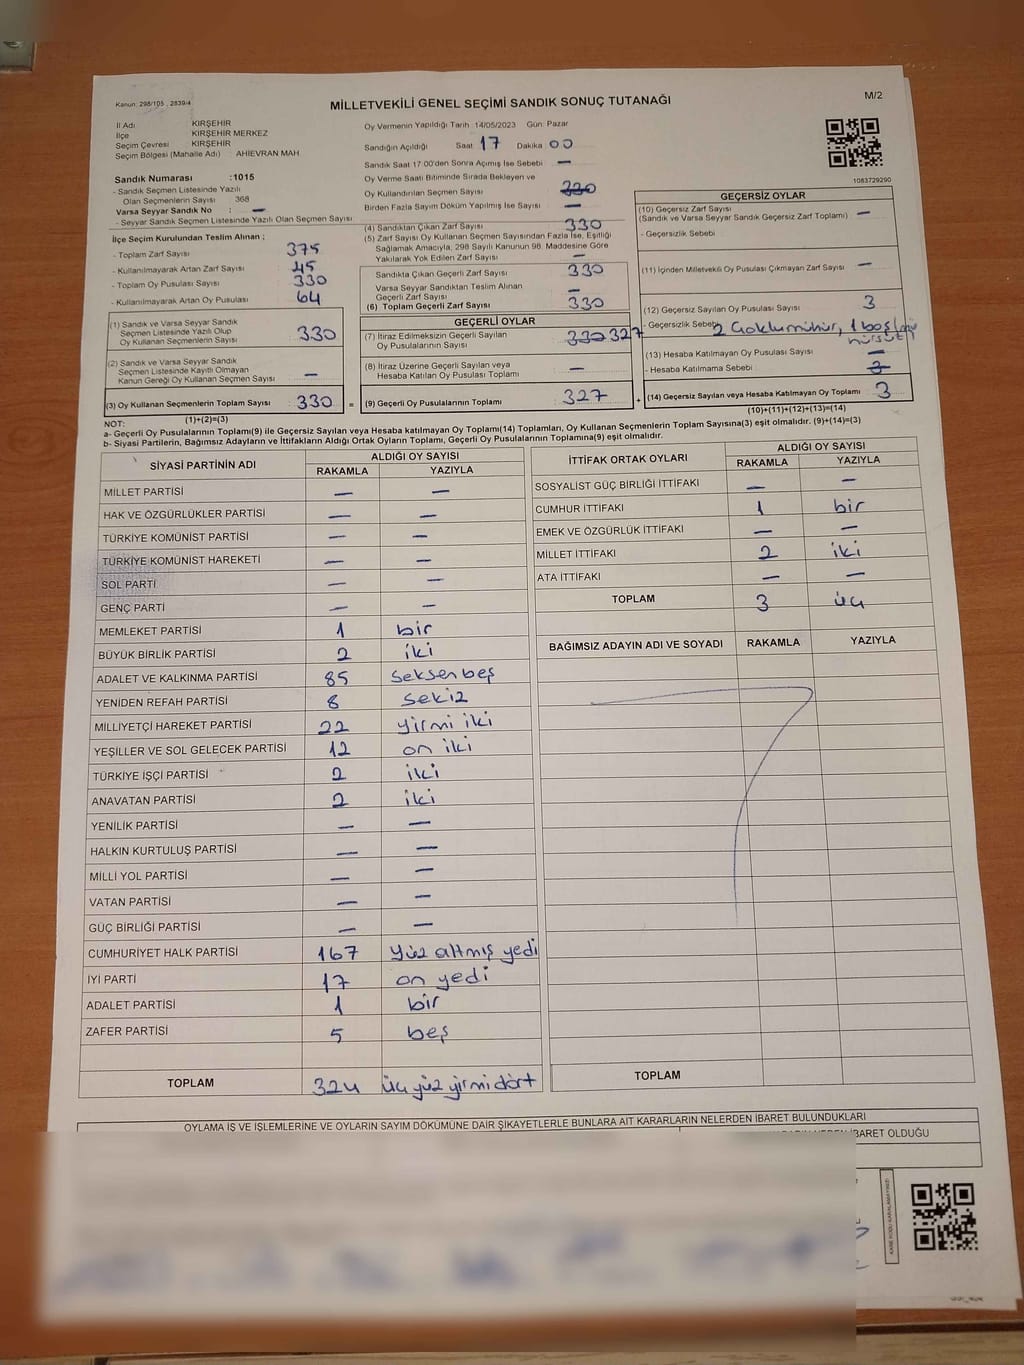 Kanun: 298/105 , 2839/4
MİLLETVEKİLİ GENEL SEÇİMİ SANDIK SONUÇ TUTANAĞI
M/2
İl Adı KIRŞEHİR
İlçe KIRŞEHİR MERKEZ
Seçim Çevresi KIRŞEHİR
Seçim Bölgesi (Mahalle Adı) AHİEVRAN MAH
Sandık Numarası :1015
- Sandık Seçmen Listesinde Yazılı
Olan Seçmenlerin Sayısı 368
Varsa Seyyar Sandık No : —
- Seyyar Sandık Seçmen Listesinde Yazılı Olan Seçmen Sayısı
İlçe Seçim Kurulundan Teslim Alınan ;
- Toplam Zarf Sayısı 375
- Kullanılmayarak Artan Zarf Sayısı 45
- Toplam Oy Pusulası 330
- Kullanılmayarak Artan Oy Pusulası 64
(1) Sandık ve Varsa Seyyar Sandık
Seçmen Listesinde Yazılı Olup
Oy Kullanan Seçmenlerin Sayısı 330
(2) Sandık ve Varsa Seyyar Sandık
Seçmen Listesinde Kayıtlı Olmayan
Kanun Gereği Oy Kullanan Seçmen Sayısı —
(3) Oy Kullanan Seçmenlerin Toplam Sayısı 330 =
(1)+(2)=(3)
Oy Vermenin Yapıldığı Tarih :14/05/2023 Gün: Pazar
Sandığın Açıldığı Saat 17 Dakika 00
Sandık Saat 17:00'den Sonra Açımış İse Sebebi —
Oy Verme Saati Bitiminde Sırada Bekleyen ve
Oy Kullandırılan Seçmen Sayısı 330
Birden Fazla Sayım Döküm Yapılmış İse Sayısı —
(4) Sandıktan Çıkan Zarf Sayısı 330
(5) Zarf Sayısı Oy Kullanan Seçmen Sayısından Fazla İse, Eşitliği
Sağlamak Amacıyla, 298 Sayılı Kanunun 98. Maddesine Göre
Yakılarak Yok Edilen Zarf Sayısı —
Sandıkta Çıkan Geçerli Zarf Sayısı 330
Varsa Seyyar Sandıktan Teslim Alınan
Geçerli Zarf Sayısı —
(6) Toplam Geçerli Zarf Sayısı 330
GEÇERLİ OYLAR
(7) İtiraz Edilmeksizin Geçerli Sayılan
Oy Pusulalarının Sayısı 330 327
(8) İtiraz Üzerine Geçerli Sayılan veya
Hesaba Katılan Oy Pusulası Toplamı —
(9) Geçerli Oy Pusulalarının Toplamı 327 +
1083729290
GEÇERSİZ OYLAR
(10) Geçersiz Zarf Sayısı
(Sandık ve Varsa Seyyar Sandık Geçersiz Zarf Toplamı) —
- Geçersizlik Sebebi
(11) İçinden Milletvekili Oy Pusulası Çıkmayan Zarf Sayısı —
(12) Geçersiz Sayılan Oy Pusulası Sayısı 3
- Geçersizlik Sebebi 2 Çoklumühür, 1 boş/mühürsüz
(13) Hesaba Katılmayan Oy Pusulası Sayısı —
- Hesaba Katılmama Sebebi 3
(14) Geçersiz Sayılan veya Hesaba Katılmayan Oy Toplamı 3
(10)+(11)+(12)+(13)=(14)
NOT:
a- Geçerli Oy Pusulalarının Toplamı(9) ile Geçersiz Sayılan veya Hesaba katılmayan Oy Toplamı(14) Toplamları, Oy Kullanan Seçmenlerin Toplam Sayısına(3) eşit olmalıdır. (9)+(14)=(3)
b- Siyasi Partilerin, Bağımsız Adayların ve İttifakların Aldığı Ortak Oyların Toplamı, Geçerli Oy Pusulalarının Toplamına(9) eşit olmalıdır.
SİYASİ PARTİNİN ADI ALDIĞI OY SAYISI
RAKAMLA YAZIYLA
MİLLET PARTİSİ — —
HAK VE ÖZGÜRLÜKLER PARTİSİ — —
TÜRKİYE KOMÜNİST PARTİSİ — —
TÜRKİYE KOMÜNİST HAREKETİ — —
SOL PARTİ — —
GENÇ PARTİ — —
MEMLEKET PARTİSİ 1 bir
BÜYÜK BİRLİK PARTİSİ 2 iki
ADALET VE KALKINMA PARTİSİ 85 seksen beş
YENİDEN REFAH PARTİSİ 8 sekiz
MİLLİYETÇİ HAREKET PARTİSİ 22 yirmi iki
YEŞİLLER VE SOL GELECEK PARTİSİ 12 on iki
TÜRKİYE İŞÇİ PARTİSİ 2 iki
ANAVATAN PARTİSİ 2 iki
YENİLİK PARTİSİ — —
HALKIN KURTULUŞ PARTİSİ — —
MİLLİ YOL PARTİSİ — —
VATAN PARTİSİ — —
GÜÇ BİRLİĞİ PARTİSİ — —
CUMHURİYET HALK PARTİSİ 167 yüz altmış yedi
İYİ PARTİ 17 on yedi
ADALET PARTİSİ 1 bir
ZAFER PARTİSİ 5 beş
TOPLAM 324 üç yüz yirmi dört
İTTİFAK ORTAK OYLARI ALDIĞI OY SAYISI
RAKAMLA YAZIYLA
SOSYALİST GÜÇ BİRLİĞİ İTTİFAKI — —
CUMHUR İTTİFAKI 1 bir
EMEK VE ÖZGÜRLÜK İTTİFAKI — —
MİLLET İTTİFAKI 2 iki
ATA İTTİFAKI — —
TOPLAM 3 üç
BAĞIMSIZ ADAYIN ADI VE SOYADI RAKAMLA YAZIYLA
TOPLAM
OYLAMA İŞ VE İŞLEMLERİNE VE OYLARIN SAYIM DÖKÜMÜNE DAİR ŞİKAYETLERLE BUNLARA AİT KARARLARIN NELERDEN İBARET BULUNDUKLARI
İBARET OLDUĞU